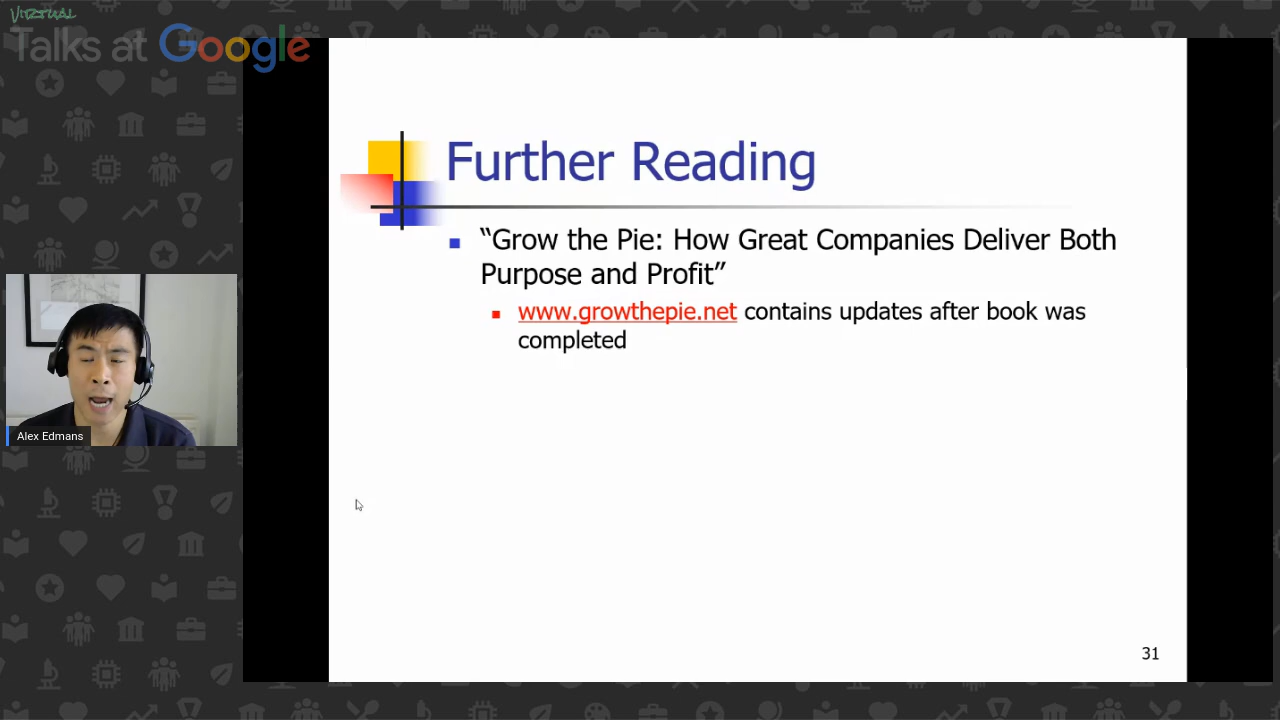 VIRTUAL
Talks at Google
Further Reading
“Grow the Pie: How Great Companies Deliver Both
Purpose and Profit”
www.growthepie.net contains updates after book was
completed
Alex Edmans
31